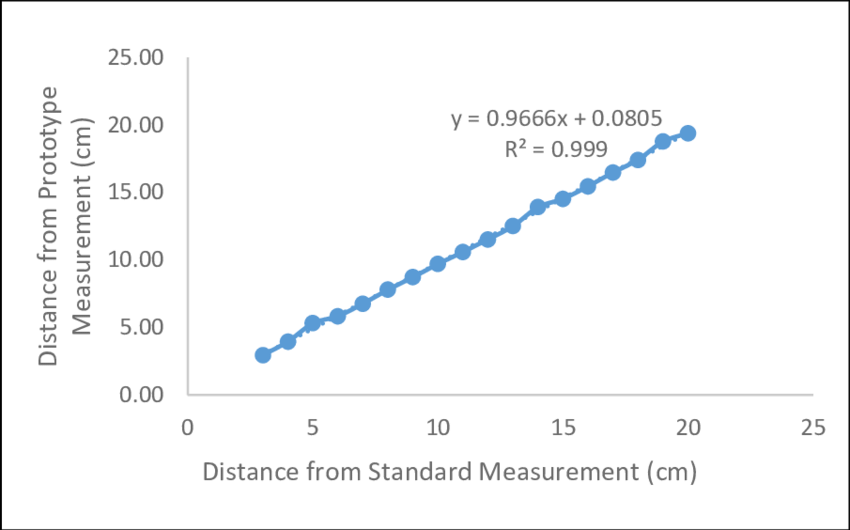 Distance from Prototype
Measurement (cm)
25.00
20.00
15.00
10.00
5.00
0.00
y = 0.9666x + 0.0805
R² = 0.999
0 5 10 15 20 25
Distance from Standard Measurement (cm)